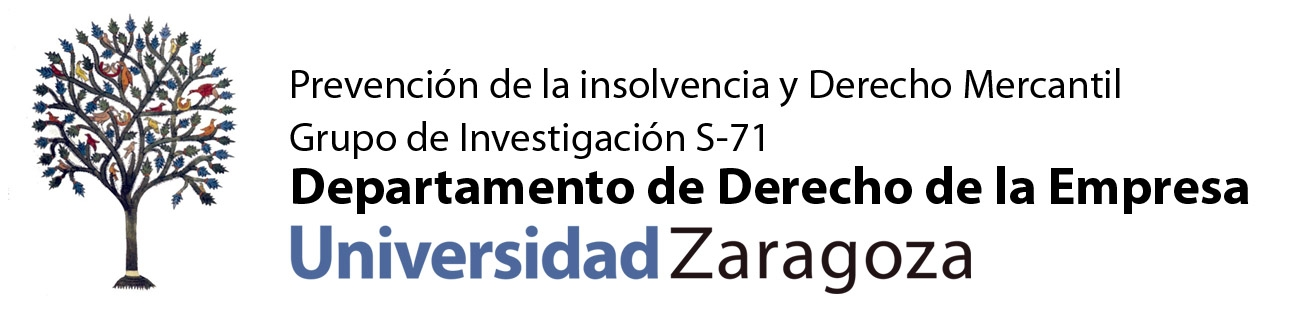 Prevención de la insolvencia y Derecho Mercantil
Grupo de Investigación S-71
Departamento de Derecho de la Empresa
Universidad Zaragoza